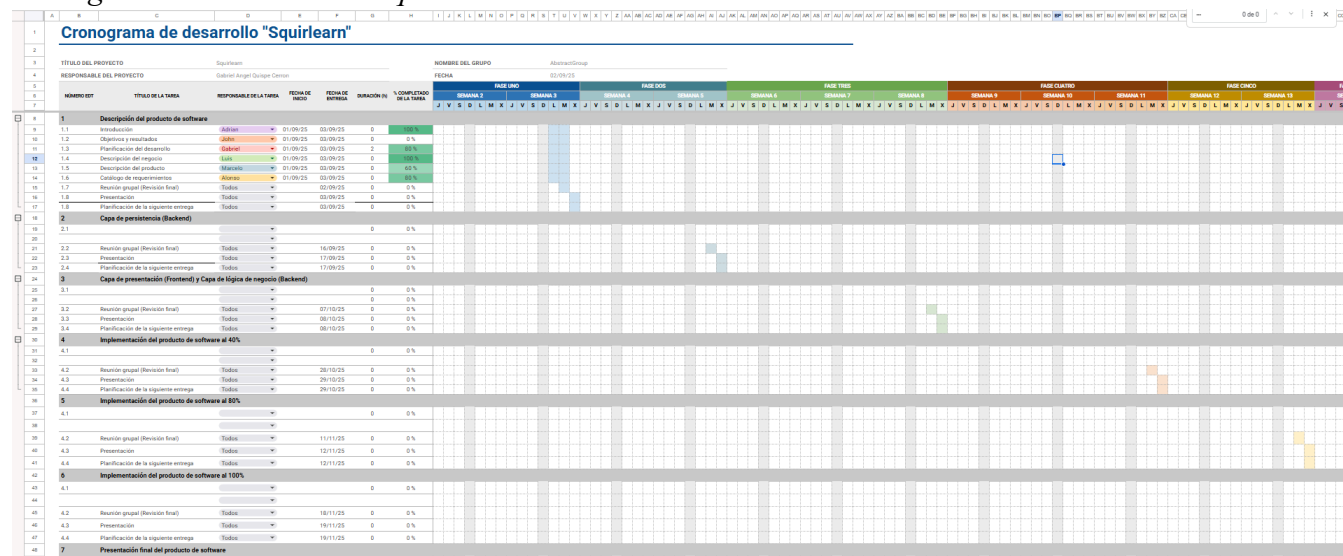 Cronograma de desarrollo "Squirlearn"
0 de 0
TÍTULO DEL PROYECTO Squirlearn NOMBRE DEL GRUPO AbstractGroup
RESPONSABLE DEL PROYECTO Gabriel Angel Quispe Cerron FECHA 02/09/25
NÚMERO EDT TÍTULO DE LA TAREA RESPONSABLE DE LA TAREA FECHA DE INICIO FECHA DE ENTREGA DURACIÓN (h) % COMPLETADO DE LA TAREA
FASE UNO FASE DOS FASE TRES FASE CUATRO FASE CINCO
SEMANA 2 SEMANA 3 SEMANA 4 SEMANA 5 SEMANA 6 SEMANA 7 SEMANA 8 SEMANA 9 SEMANA 10 SEMANA 11 SEMANA 12 SEMANA 13
J V S D L M X J V S D L M X J V S D L M X J V S D L M X J V S D L M X J V S D L M X J V S D L M X J V S D L M X J V S D L M X J V S D L M X J V S D L M X J V S D L M X J V S
1 Descripción del producto de software
1.1 Introducción Adrian 01/09/25 03/09/25 0 100 %
1.2 Objetivos y resultados John 01/09/25 03/09/25 0 0 %
1.3 Planificación del desarrollo Gabriel 01/09/25 03/09/25 2 80 %
1.4 Descripción del negocio Luis 01/09/25 03/09/25 0 100 %
1.5 Descripción del producto Marcelo 01/09/25 03/09/25 0 60 %
1.6 Catálogo de requerimientos Alonso 01/09/25 03/09/25 0 80 %
1.7 Reunión grupal (Revisión final) Todos 02/09/25 0 0 %
1.8 Presentación Todos 03/09/25 0 0 %
1.8 Planificación de la siguiente entrega Todos 03/09/25 0 0 %
2 Capa de persistencia (Backend)
2.1 0 0 %
2.2 Reunión grupal (Revisión final) Todos 16/09/25 0 0 %
2.3 Presentación Todos 17/09/25 0 0 %
2.4 Planificación de la siguiente entrega Todos 17/09/25 0 0 %
3 Capa de presentación (Frontend) y Capa de lógica de negocio (Backend)
3.1 0 0 %
0 0 %
3.2 Reunión grupal (Revisión final) Todos 07/10/25 0 0 %
3.3 Presentación Todos 08/10/25 0 0 %
3.4 Planificación de la siguiente entrega Todos 08/10/25 0 0 %
4 Implementación del producto de software al 40%
4.1 0 0 %
4.2 Reunión grupal (Revisión final) Todos 28/10/25 0 0 %
4.3 Presentación Todos 29/10/25 0 0 %
4.4 Planificación de la siguiente entrega Todos 29/10/25 0 0 %
5 Implementación del producto de software al 80%
4.1 0 0 %
4.2 Reunión grupal (Revisión final) Todos 11/11/25 0 0 %
4.3 Presentación Todos 12/11/25 0 0 %
4.4 Planificación de la siguiente entrega Todos 12/11/25 0 0 %
6 Implementación del producto de software al 100%
4.1 0 0 %
4.2 Reunión grupal (Revisión final) Todos 18/11/25 0 0 %
4.3 Presentación Todos 19/11/25 0 0 %
4.4 Planificación de la siguiente entrega Todos 19/11/25 0 0 %
7 Presentación final del producto de software